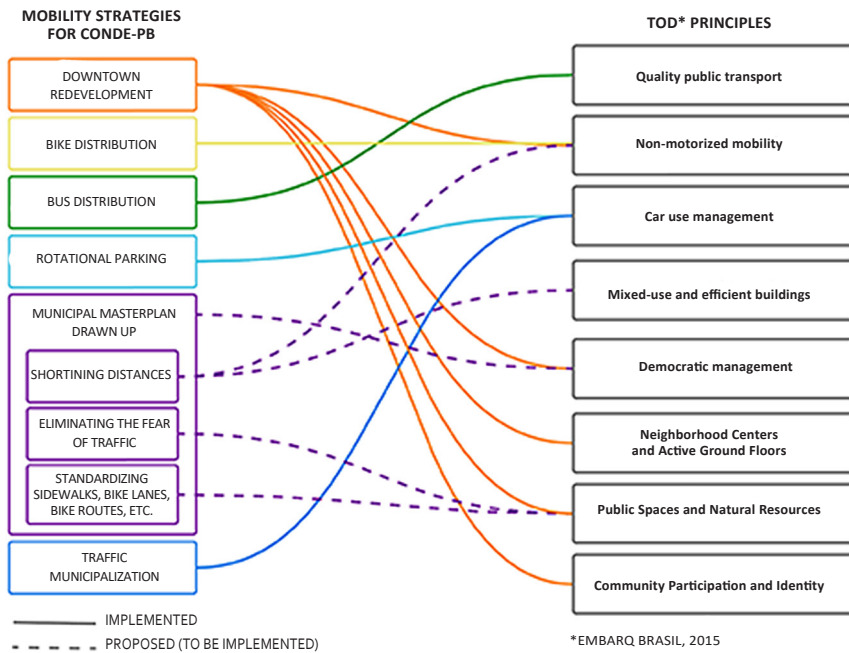 MOBILITY STRATEGIES
FOR CONDE-PB
DOWNTOWN
REDEVELOPMENT
BIKE DISTRIBUTION
BUS DISTRIBUTION
ROTATIONAL PARKING
MUNICIPAL MASTERPLAN
DRAWN UP
SHORTINING DISTANCES
ELIMINATING THE FEAR
OF TRAFFIC
STANDARDIZING
SIDEWALKS, BIKE LANES,
BIKE ROUTES, ETC.
TRAFFIC
MUNICIPALIZATION
IMPLEMENTED
PROPOSED (TO BE IMPLEMENTED)
TOD* PRINCIPLES
Quality public transport
Non-motorized mobility
Car use management
Mixed-use and efficient buildings
Democratic management
Neighborhood Centers
and Active Ground Floors
Public Spaces and Natural Resources
Community Participation and Identity
*EMBARQ BRASIL, 2015